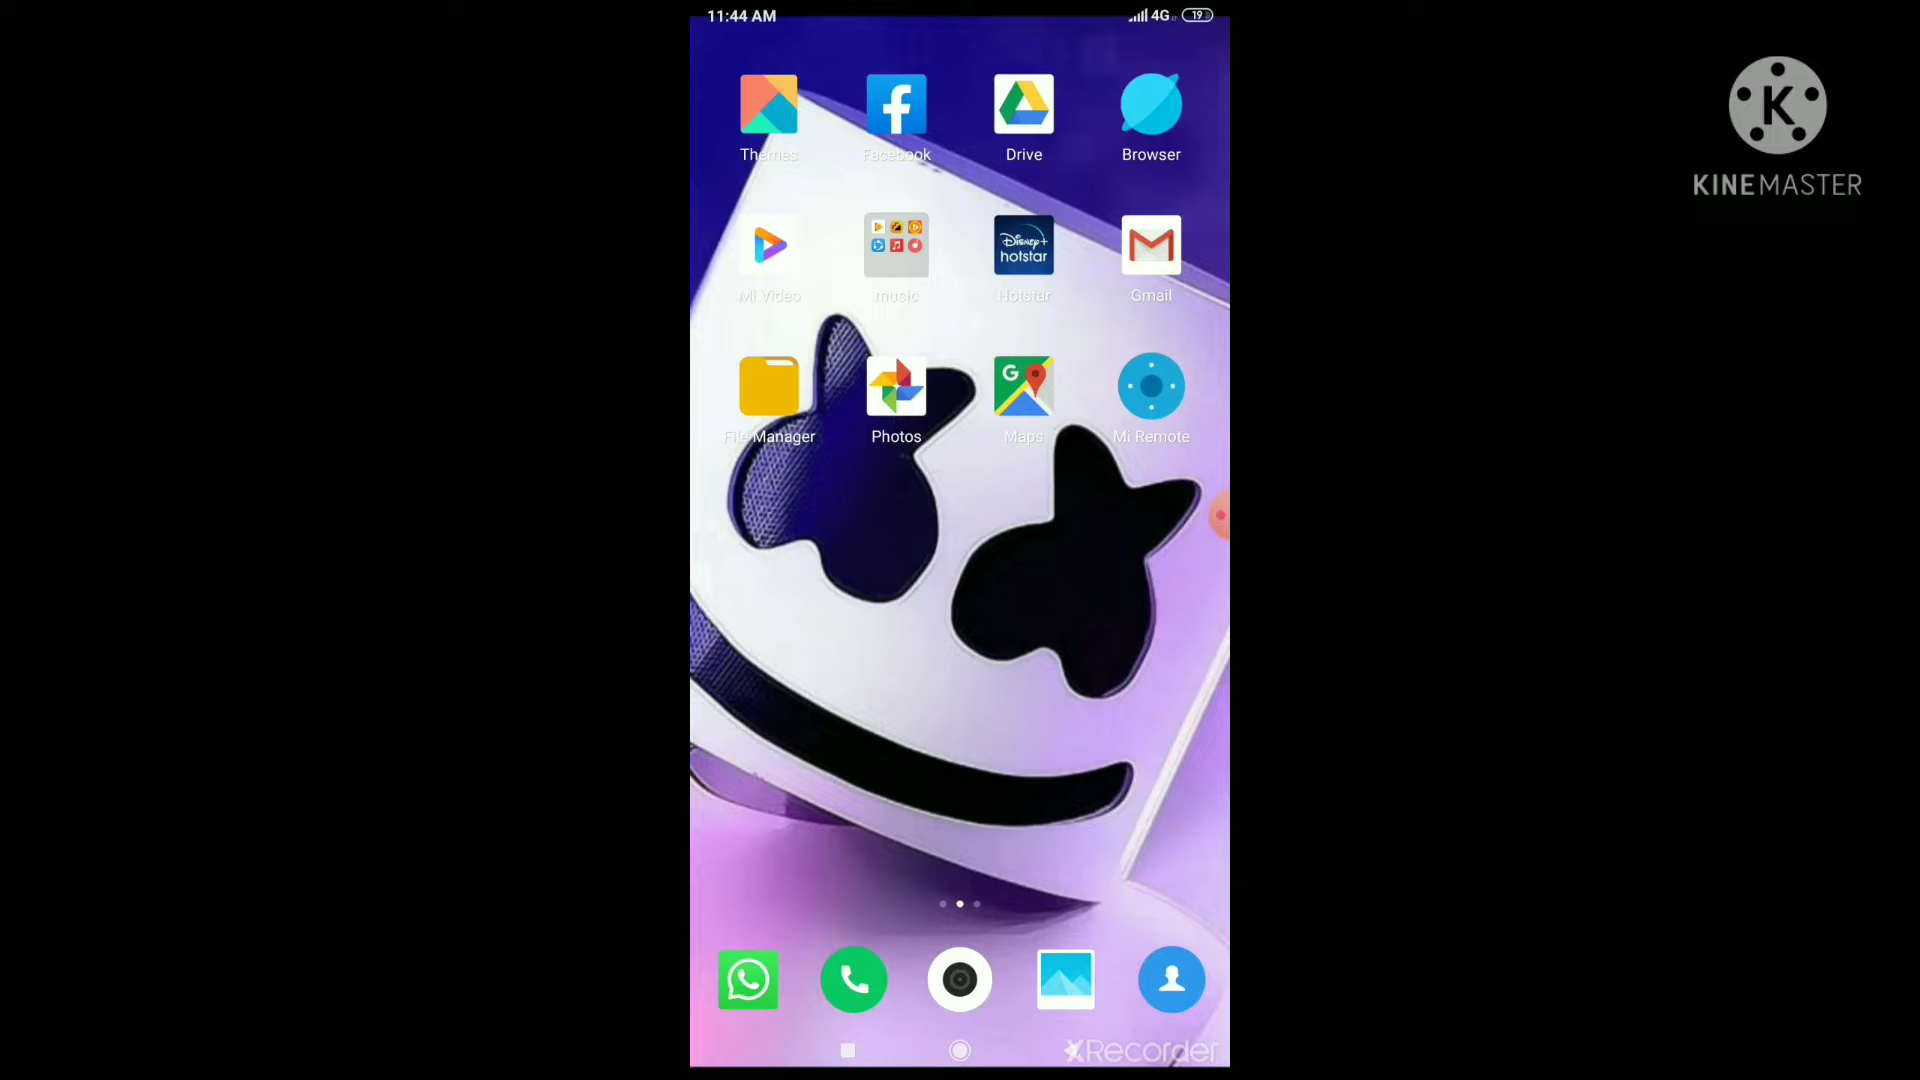 11:44 AM
4G
19
Themes
Facebook
Drive
Browser
Mi Video
music
Disney+
hotstar
Hotstar
Gmail
File Manager
G
Photos
Maps
Mi Remote
XRecorder
K
KINEMASTER